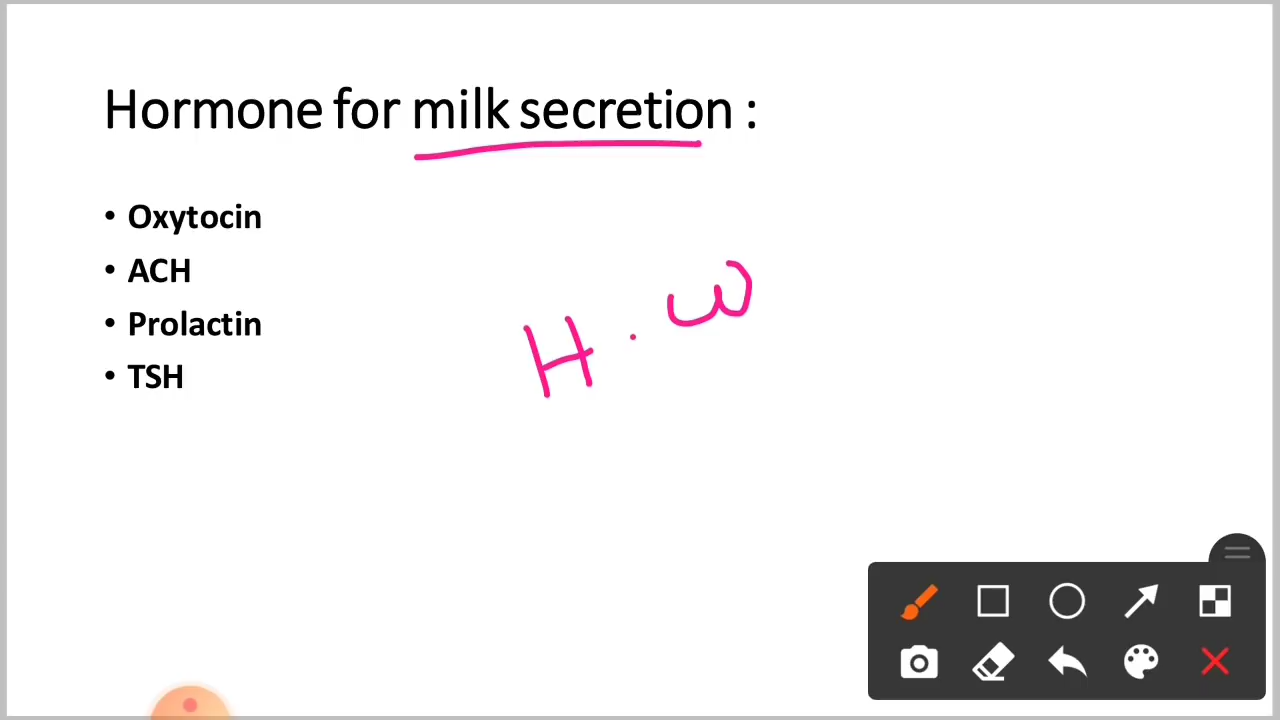 Hormone for milk secretion :
• Oxytocin
• ACH
• Prolactin
• TSH
H . W